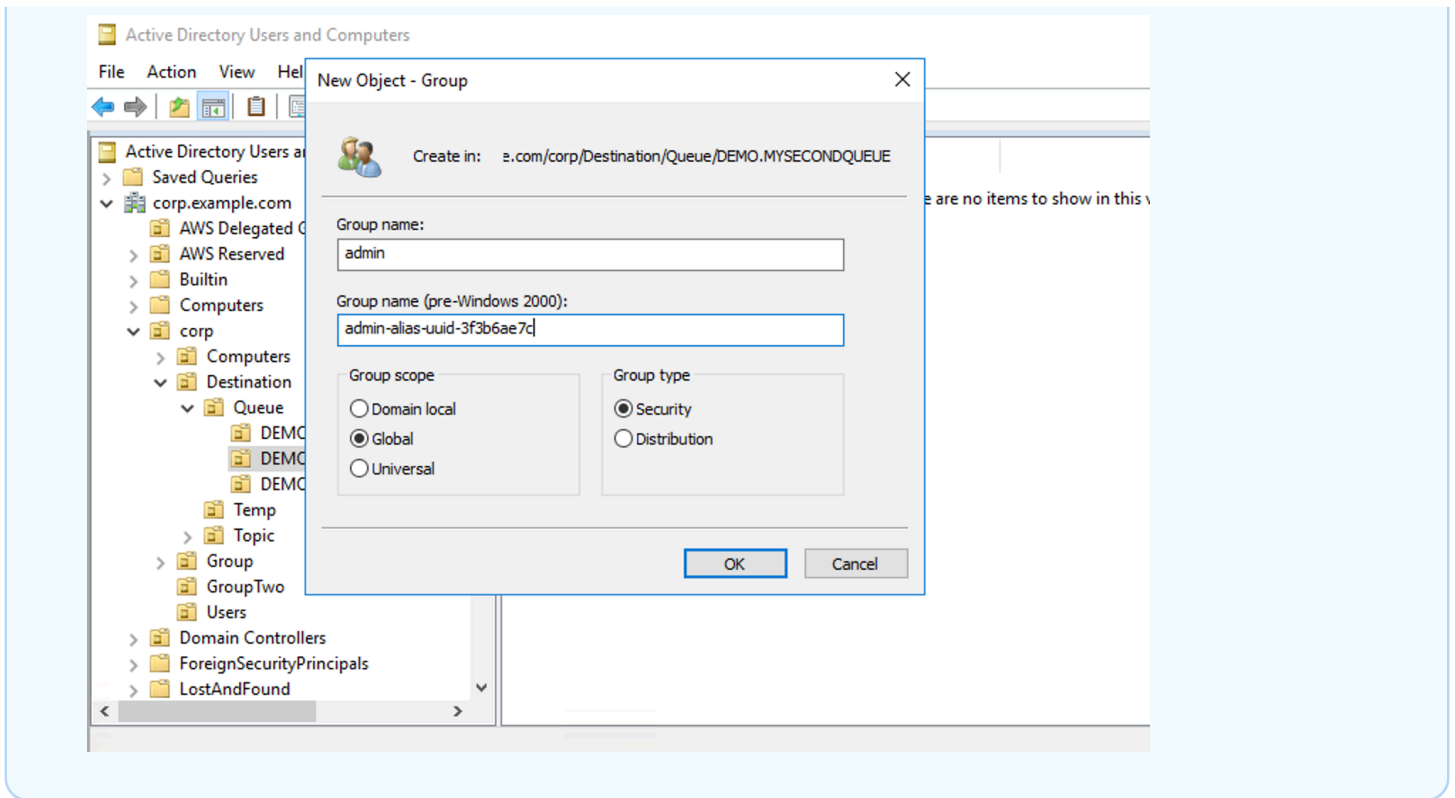 Active Directory Users and Computers
File Action View Hel
New Object - Group
Create in: e.com/corp/Destination/Queue/DEMO.MYSECONDQUEUE
Group name:
admin
Group name (pre-Windows 2000):
admin-alias-uuid-3f3b6ae7c
Group scope
Domain local
Global
Universal
Group type
Security
Distribution
OK
Cancel
Active Directory Users a
Saved Queries
corp.example.com
AWS Delegated G
AWS Reserved
Builtin
Computers
corp
Computers
Destination
Queue
DEMO
DEMO
DEMO
Temp
Topic
Group
GroupTwo
Users
Domain Controllers
ForeignSecurityPrincipals
LostAndFound
e are no items to show in this v